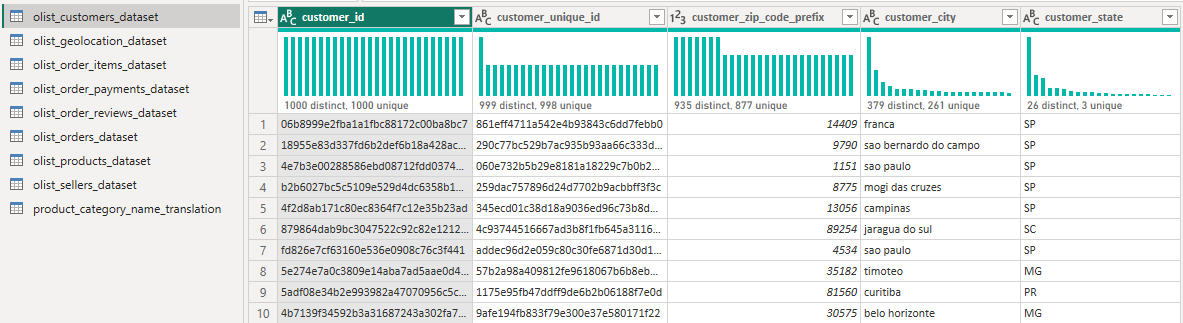 olist_customers_dataset
olist_geolocation_dataset
olist_order_items_dataset
olist_order_payments_dataset
olist_order_reviews_dataset
olist_orders_dataset
olist_products_dataset
olist_sellers_dataset
product_category_name_translation
ABC customer_id ABC customer_unique_id 123 customer_zip_code_prefix ABC customer_city ABC customer_state
1000 distinct, 1000 unique 999 distinct, 998 unique 935 distinct, 877 unique 379 distinct, 261 unique 26 distinct, 3 unique
1 06b8999e2fba1a1fbc88172c00ba8bc7 861eff4711a542e4b93843c6dd7febb0 14409 franca SP
2 18955e83d337fd6b2def6b18a428ac... 290c77bc529b7ac935b93aa66c333d... 9790 sao bernardo do campo SP
3 4e7b3e00288586ebd08712fdd0374... 060e732b5b29e8181a18229c7b0b2... 1151 sao paulo SP
4 b2b6027bc5c5109e529d4dc6358b1... 259dac757896d24d7702b9acbbff3f3c 8775 mogi das cruzes SP
5 4f2d8ab171c80ec8364f7c12e35b23ad 345ecd01c38d18a9036ed96c73b8d... 13056 campinas SP
6 879864dab9bc3047522c92c82e1212... 4c93744516667ad3b8f1fb645a3116... 89254 jaragua do sul SC
7 fd826e7cf63160e536e0908c76c3f441 addec96d2e059c80c30fe6871d30d1... 4534 sao paulo SP
8 5e274e7a0c3809e14aba7ad5aae0d4... 57b2a98a409812fe9618067b6b8eb... 35182 timoteo MG
9 5adf08e34b2e993982a47070956c5c... 1175e95fb47ddff9de6b2b06188f7e0d 81560 curitiba PR
10 4b7139f34592b3a31687243a302fa7... 9afe194fb833f79e300e37e580171f22 30575 belo horizonte MG